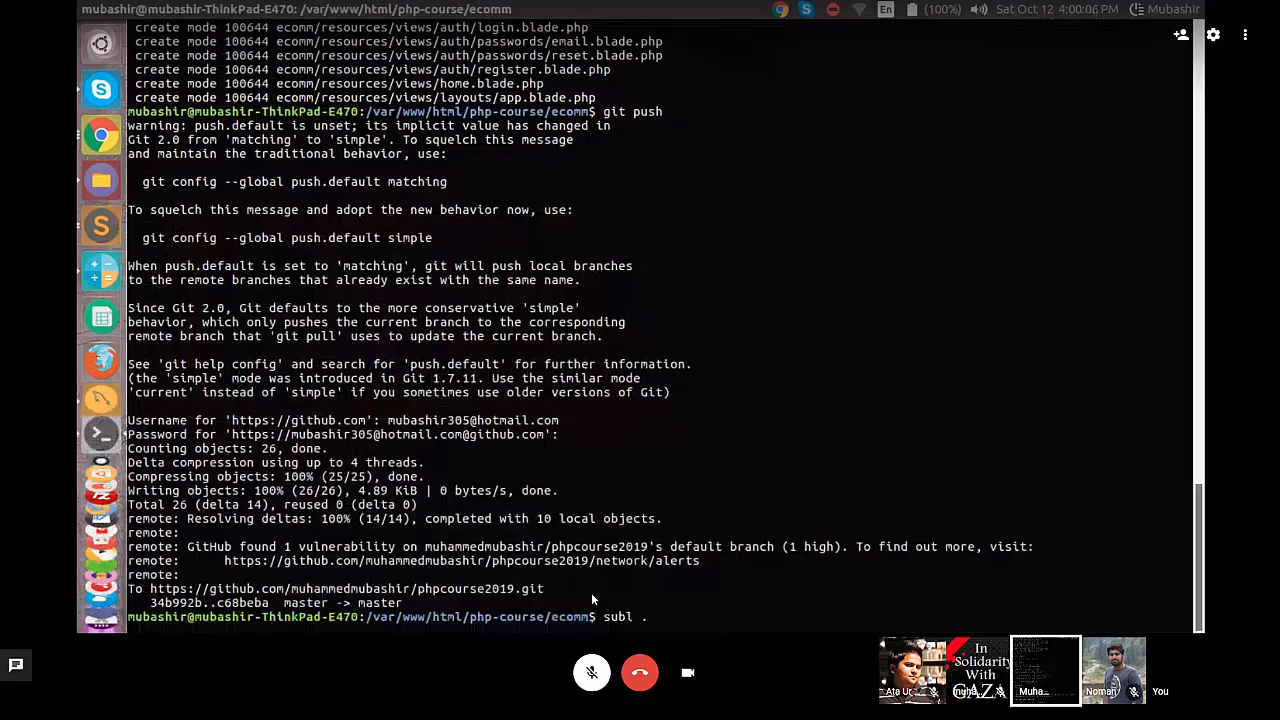 mubashir@mubashir-ThinkPad-E470: /var/www/html/php-course/ecomm
En (100%) Sat Oct 12 4:00:06 PM Mubashir
create mode 100644 ecomm/resources/views/auth/login.blade.php
create mode 100644 ecomm/resources/views/auth/passwords/email.blade.php
create mode 100644 ecomm/resources/views/auth/passwords/reset.blade.php
create mode 100644 ecomm/resources/views/auth/register.blade.php
create mode 100644 ecomm/resources/views/home.blade.php
create mode 100644 ecomm/resources/views/layouts/app.blade.php
mubashir@mubashir-ThinkPad-E470:/var/www/html/php-course/ecomm$ git push
warning: push.default is unset; its implicit value has changed in
Git 2.0 from 'matching' to 'simple'. To squelch this message
and maintain the traditional behavior, use:
git config --global push.default matching
To squelch this message and adopt the new behavior now, use:
git config --global push.default simple
When push.default is set to 'matching', git will push local branches
to the remote branches that already exist with the same name.
Since Git 2.0, Git defaults to the more conservative 'simple'
behavior, which only pushes the current branch to the corresponding
remote branch that 'git pull' uses to update the current branch.
See 'git help config' and search for 'push.default' for further information.
(the 'simple' mode was introduced in Git 1.7.11. Use the similar mode
'current' instead of 'simple' if you sometimes use older versions of Git)
Username for 'https://github.com': mubashir305@hotmail.com
Password for 'https://mubashir305@hotmail.com@github.com':
Counting objects: 26, done.
Delta compression using up to 4 threads.
Compressing objects: 100% (25/25), done.
Writing objects: 100% (26/26), 4.89 KiB | 0 bytes/s, done.
Total 26 (delta 14), reused 0 (delta 0)
remote: Resolving deltas: 100% (14/14), completed with 10 local objects.
remote:
remote: GitHub found 1 vulnerability on muhammedmubashir/phpcourse2019's default branch (1 high). To find out more, visit:
remote: https://github.com/muhammedmubashir/phpcourse2019/network/alerts
remote:
To https://github.com/muhammedmubashir/phpcourse2019.git
34b992b..c68beba master -> master
mubashir@mubashir-ThinkPad-E470:/var/www/html/php-course/ecomm$ subl .
In
Solidarity
With
GAZA
Ata Ur
Muha
Noman
You